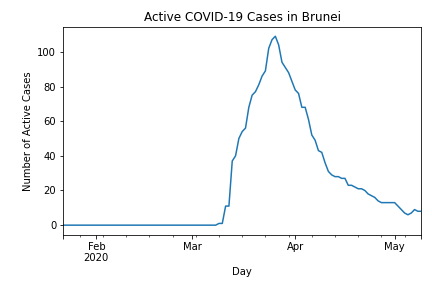 Active COVID-19 Cases in Brunei
Number of Active Cases
100
80
60
40
20
0
Feb
2020
Mar
Apr
May
Day